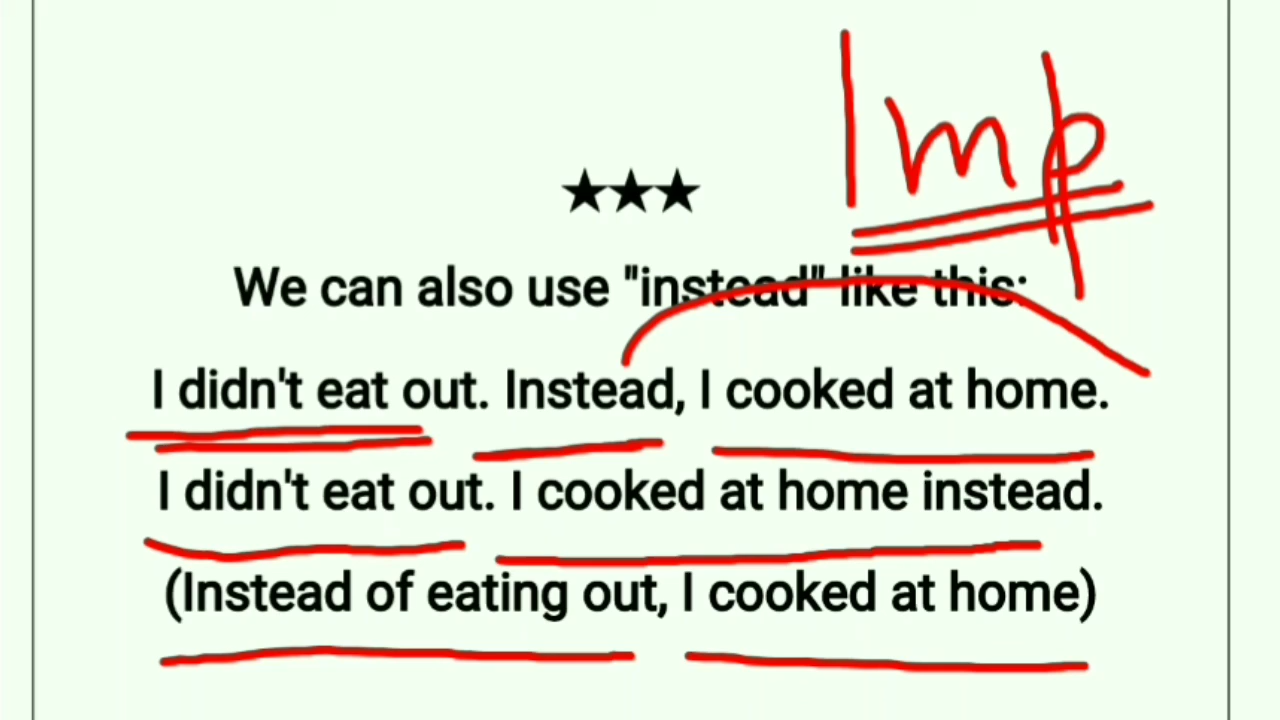 Imp
★★★
We can also use "instead" like this:
I didn't eat out. Instead, I cooked at home.
I didn't eat out. I cooked at home instead.
(Instead of eating out, I cooked at home)